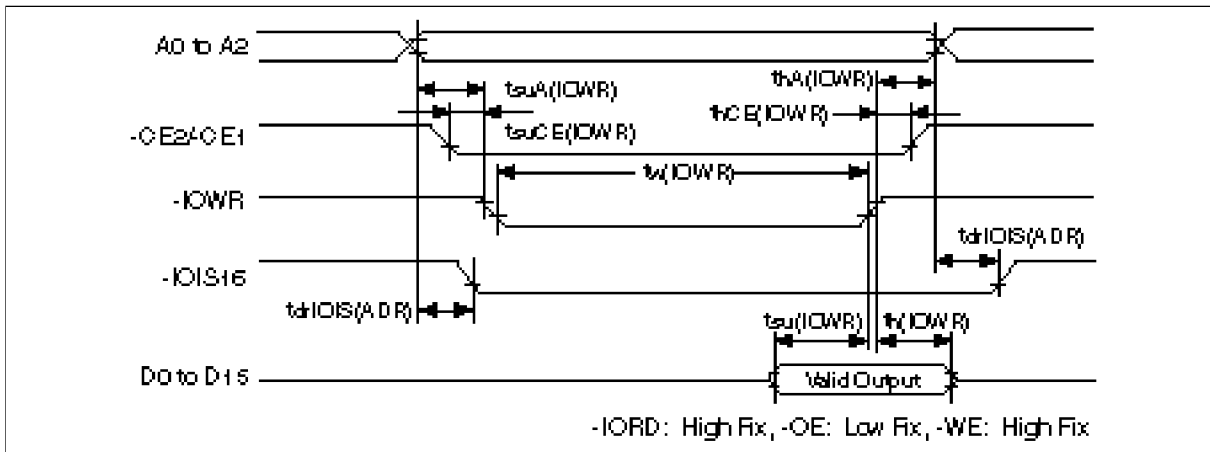 A0 to A2
tsuA(IOWR)
thA(IOWR)
thCE(IOWR)
-CE2/-CE1
tsuCE(IOWR)
tw(IOWR)
-IOWR
tdrIOIS(ADR)
-IOIS16
tdrIOIS(ADR)
tsu(IOWR) th(IOWR)
D0 to D15
Valid Output
-IORD: High Fix, -OE: Low Fix, -WE: High Fix